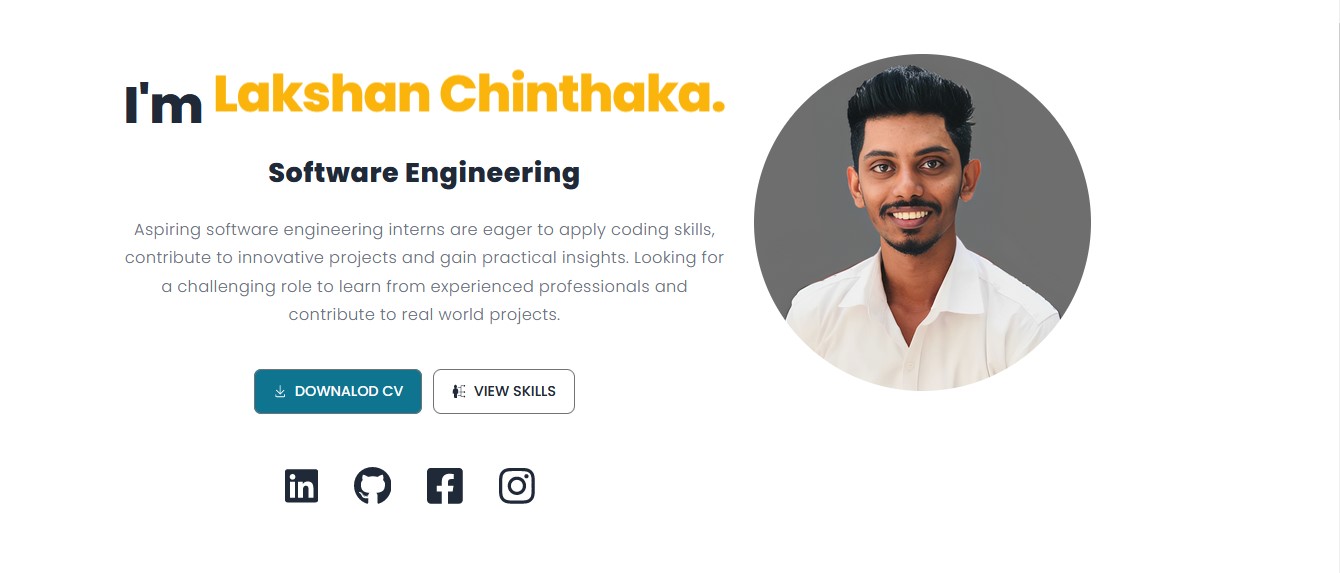 I'm Lakshan Chinthaka.
Software Engineering
Aspiring software engineering interns are eager to apply coding skills,
contribute to innovative projects and gain practical insights. Looking for
a challenging role to learn from experienced professionals and
contribute to real world projects.
DOWNALOD CV VIEW SKILLS